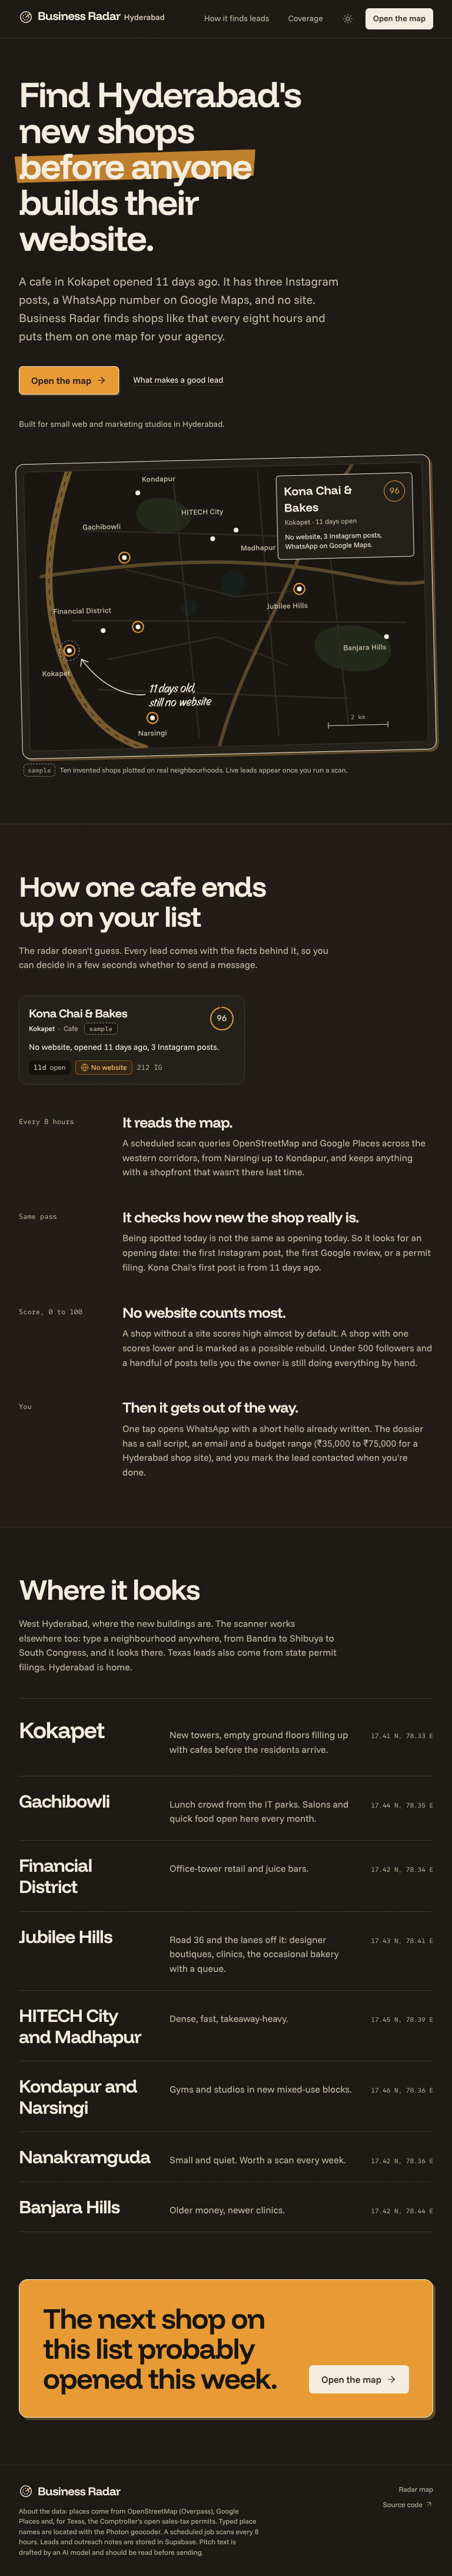 Business Radar Hyderabad
How it finds leads
Coverage
Open the map
Find Hyderabad's
new shops
before anyone
builds their
website.
A cafe in Kokapet opened 11 days ago. It has three Instagram
posts, a WhatsApp number on Google Maps, and no site.
Business Radar finds shops like that every eight hours and
puts them on one map for your agency.
Open the map
What makes a good lead
Built for small web and marketing studios in Hyderabad.
Kondapur
HITECH City
Gachibowli
Madhapur
Kona Chai &
Bakes
96
Kokapet · 11 days open
No website, 3 Instagram posts,
WhatsApp on Google Maps.
Financial District
Jubilee Hills
Banjara Hills
Kokapet
11 days old,
still no website
Narsingi
2 km
sample Ten invented shops plotted on real neighbourhoods. Live leads appear once you run a scan.
How one cafe ends
up on your list
The radar doesn't guess. Every lead comes with the facts behind it, so you
can decide in a few seconds whether to send a message.
Kona Chai & Bakes
96
Kokapet · Cafe sample
No website, opened 11 days ago, 3 Instagram posts.
11d open No website 212 IG
Every 8 hours
It reads the map.
A scheduled scan queries OpenStreetMap and Google Places across the
western corridors, from Narsingi up to Kondapur, and keeps anything
with a shopfront that wasn't there last time.
Same pass
It checks how new the shop really is.
Being spotted today is not the same as opening today. So it looks for an
opening date: the first Instagram post, the first Google review, or a permit
filing. Kona Chai's first post is from 11 days ago.
Score, 0 to 100
No website counts most.
A shop without a site scores high almost by default. A shop with one
scores lower and is marked as a possible rebuild. Under 500 followers and
a handful of posts tells you the owner is still doing everything by hand.
You
Then it gets out of the way.
One tap opens WhatsApp with a short hello already written. The dossier
has a call script, an email and a budget range (₹35,000 to ₹75,000 for a
Hyderabad shop site), and you mark the lead contacted when you're
done.
Where it looks
West Hyderabad, where the new buildings are. The scanner works
elsewhere too: type a neighbourhood anywhere, from Bandra to Shibuya to
South Congress, and it looks there. Texas leads also come from state permit
filings. Hyderabad is home.
Kokapet
New towers, empty ground floors filling up
with cafes before the residents arrive.
17.41 N, 78.33 E
Gachibowli
Lunch crowd from the IT parks. Salons and
quick food open here every month.
17.44 N, 78.35 E
Financial
District
Office-tower retail and juice bars.
17.42 N, 78.34 E
Jubilee Hills
Road 36 and the lanes off it: designer
boutiques, clinics, the occasional bakery
with a queue.
17.43 N, 78.41 E
HITECH City
and Madhapur
Dense, fast, takeaway-heavy.
17.45 N, 78.39 E
Kondapur and
Narsingi
Gyms and studios in new mixed-use blocks.
17.46 N, 78.36 E
Nanakramguda
Small and quiet. Worth a scan every week.
17.42 N, 78.36 E
Banjara Hills
Older money, newer clinics.
17.42 N, 78.44 E
The next shop on
this list probably
opened this week.
Open the map
Business Radar
Radar map
Source code
About the data: places come from OpenStreetMap (Overpass), Google
Places, and, for Texas, the Comptroller's open sales-tax permits. Typed place
names are located with the Photon geocoder. A scheduled job scans every 8
hours. Leads and outreach notes are stored in Supabase. Pitch text is
drafted by an AI model and should be read before sending.